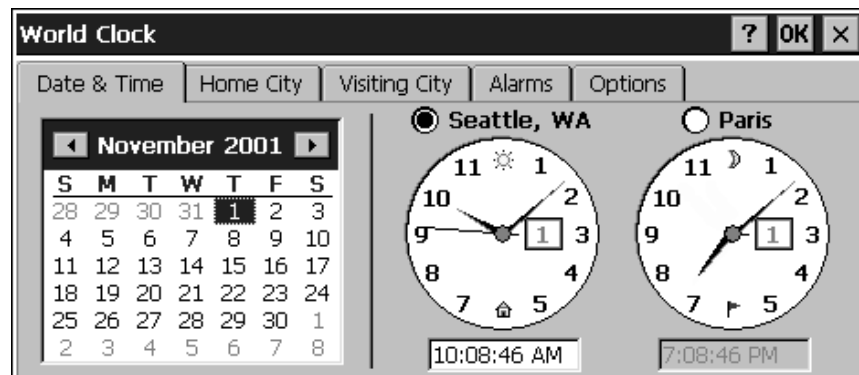 World Clock ? OK ×
Date & Time Home City Visiting City Alarms Options
November 2001
S M T W T F S
28 29 30 31 1 2 3
4 5 6 7 8 9 10
11 12 13 14 15 16 17
18 19 20 21 22 23 24
25 26 27 28 29 30 1
2 3 4 5 6 7 8
Seattle, WA
11 1
10 2
9 1 3
8 4
7 5
10:08:46 AM
Paris
11 1
10 2
9 1 3
8 4
7 5
7:08:46 PM